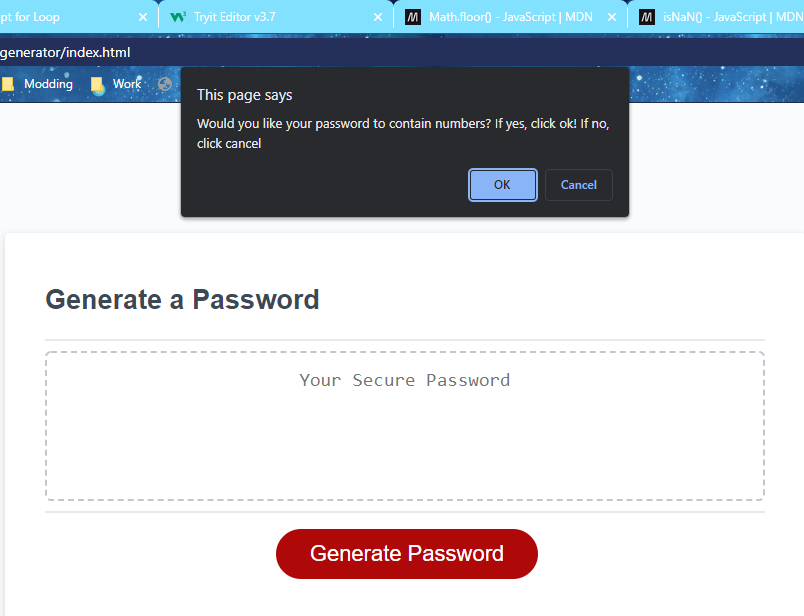 pt for Loop
Tryit Editor v3.7
Math.floor() - JavaScript | MDN
isNaN() - JavaScript | MDN
generator/index.html
Modding
Work
This page says
Would you like your password to contain numbers? If yes, click ok! If no,
click cancel
OK
Cancel
Generate a Password
Your Secure Password
Generate Password